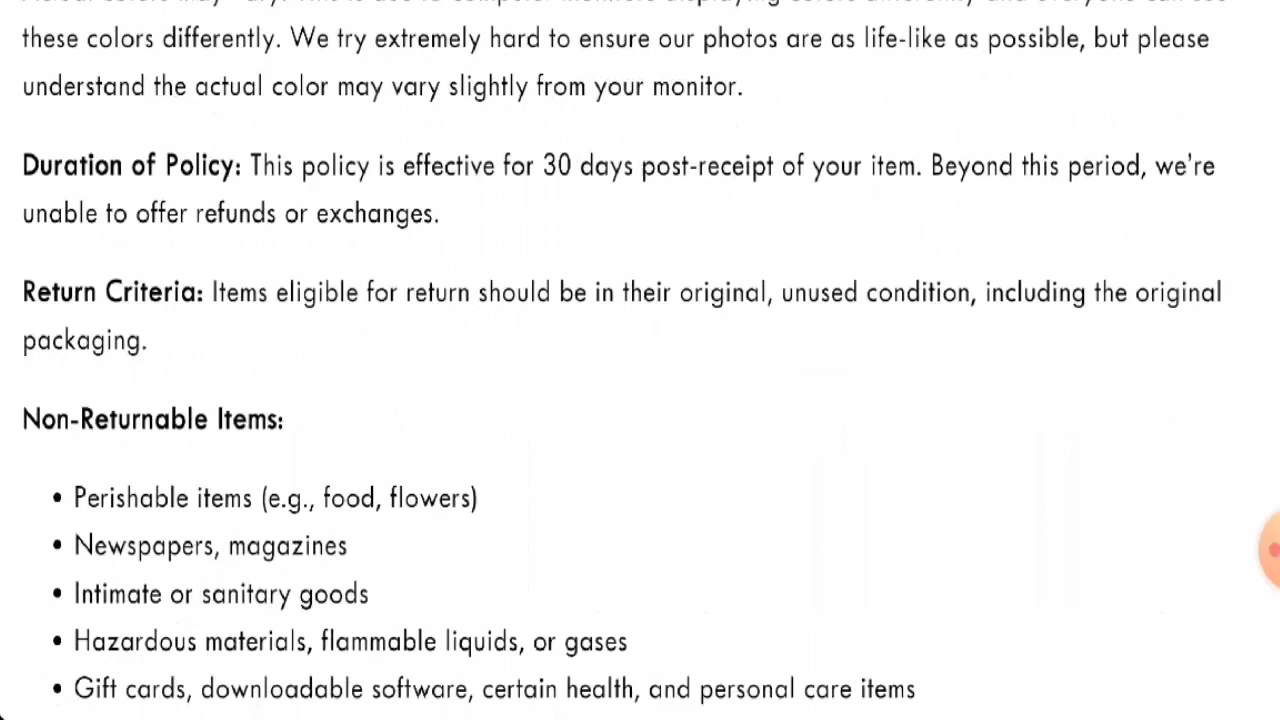 these colors differently. We try extremely hard to ensure our photos are as life-like as possible, but please
understand the actual color may vary slightly from your monitor.
Duration of Policy: This policy is effective for 30 days post-receipt of your item. Beyond this period, we're
unable to offer refunds or exchanges.
Return Criteria: Items eligible for return should be in their original, unused condition, including the original
packaging.
Non-Returnable Items:
• Perishable items (e.g., food, flowers)
• Newspapers, magazines
• Intimate or sanitary goods
• Hazardous materials, flammable liquids, or gases
• Gift cards, downloadable software, certain health, and personal care items